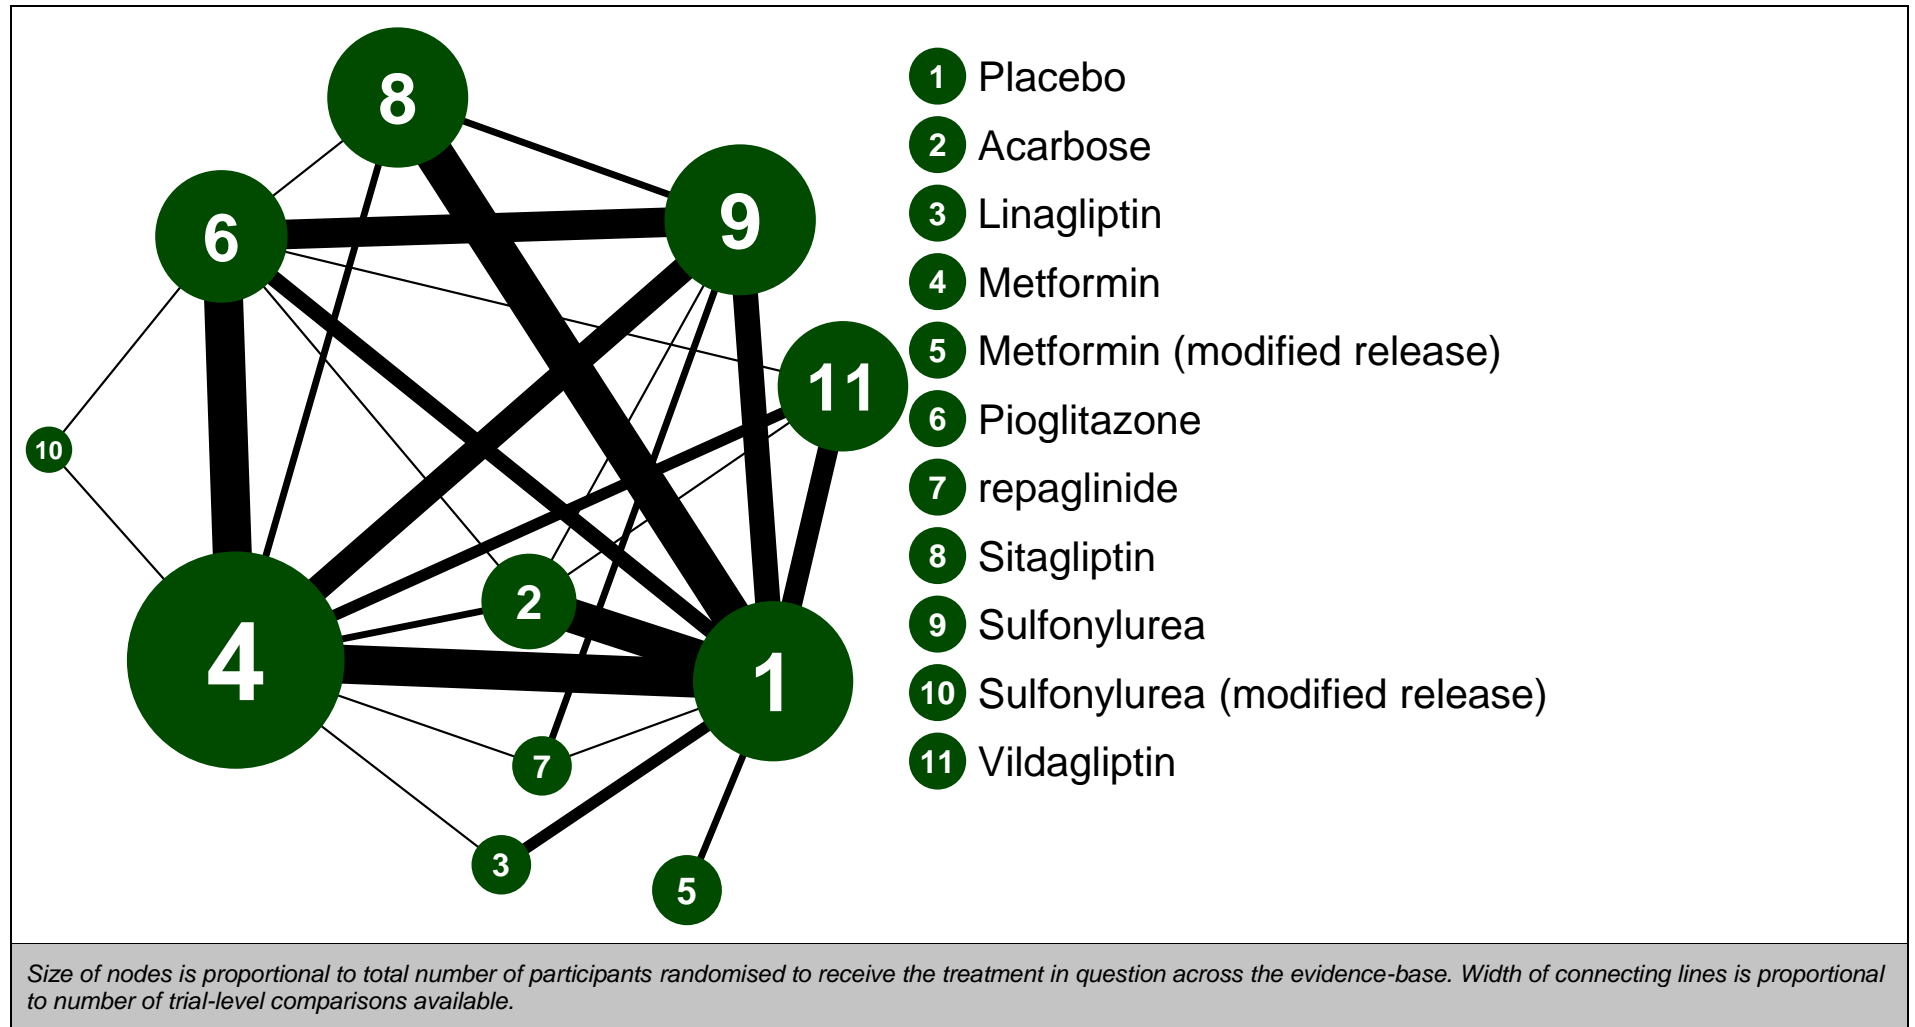 8
9
6
11
10
2
4
1
7
3
5
1 Placebo
2 Acarbose
3 Linagliptin
4 Metformin
5 Metformin (modified release)
6 Pioglitazone
7 repaglinide
8 Sitagliptin
9 Sulfonylurea
10 Sulfonylurea (modified release)
11 Vildagliptin
Size of nodes is proportional to total number of participants randomised to receive the treatment in question across the evidence-base. Width of connecting lines is proportional
to number of trial-level comparisons available.